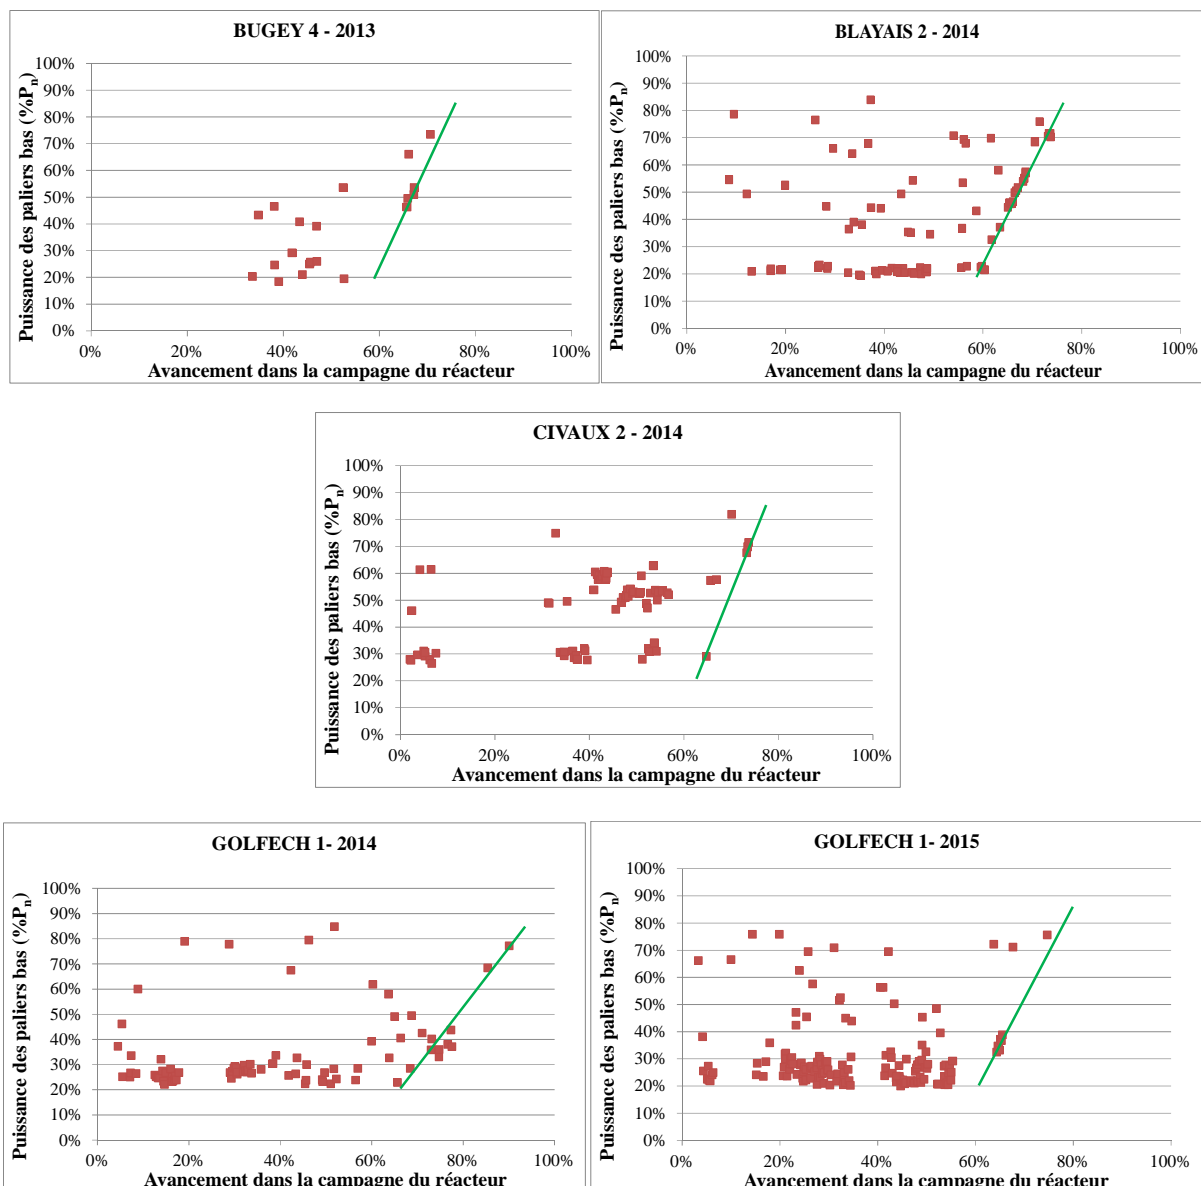 BUGEY 4 - 2013
Puissance des paliers bas (%Pn)
100%
90%
80%
70%
60%
50%
40%
30%
20%
10%
0%
0% 20% 40% 60% 80% 100%
Avancement dans la campagne du réacteur
BLAYAIS 2 - 2014
Puissance des paliers bas (%Pn)
100%
90%
80%
70%
60%
50%
40%
30%
20%
10%
0%
0% 20% 40% 60% 80% 100%
Avancement dans la campagne du réacteur
CIVAUX 2 - 2014
Puissance des paliers bas (%Pn)
100%
90%
80%
70%
60%
50%
40%
30%
20%
10%
0%
0% 20% 40% 60% 80% 100%
Avancement dans la campagne du réacteur
GOLFECH 1- 2014
Puissance des paliers bas (%Pn)
100%
90%
80%
70%
60%
50%
40%
30%
20%
10%
0%
0% 20% 40% 60% 80% 100%
Avancement dans la campagne du réacteur
GOLFECH 1- 2015
Puissance des paliers bas (%Pn)
100%
90%
80%
70%
60%
50%
40%
30%
20%
10%
0%
0% 20% 40% 60% 80% 100%
Avancement dans la campagne du réacteur